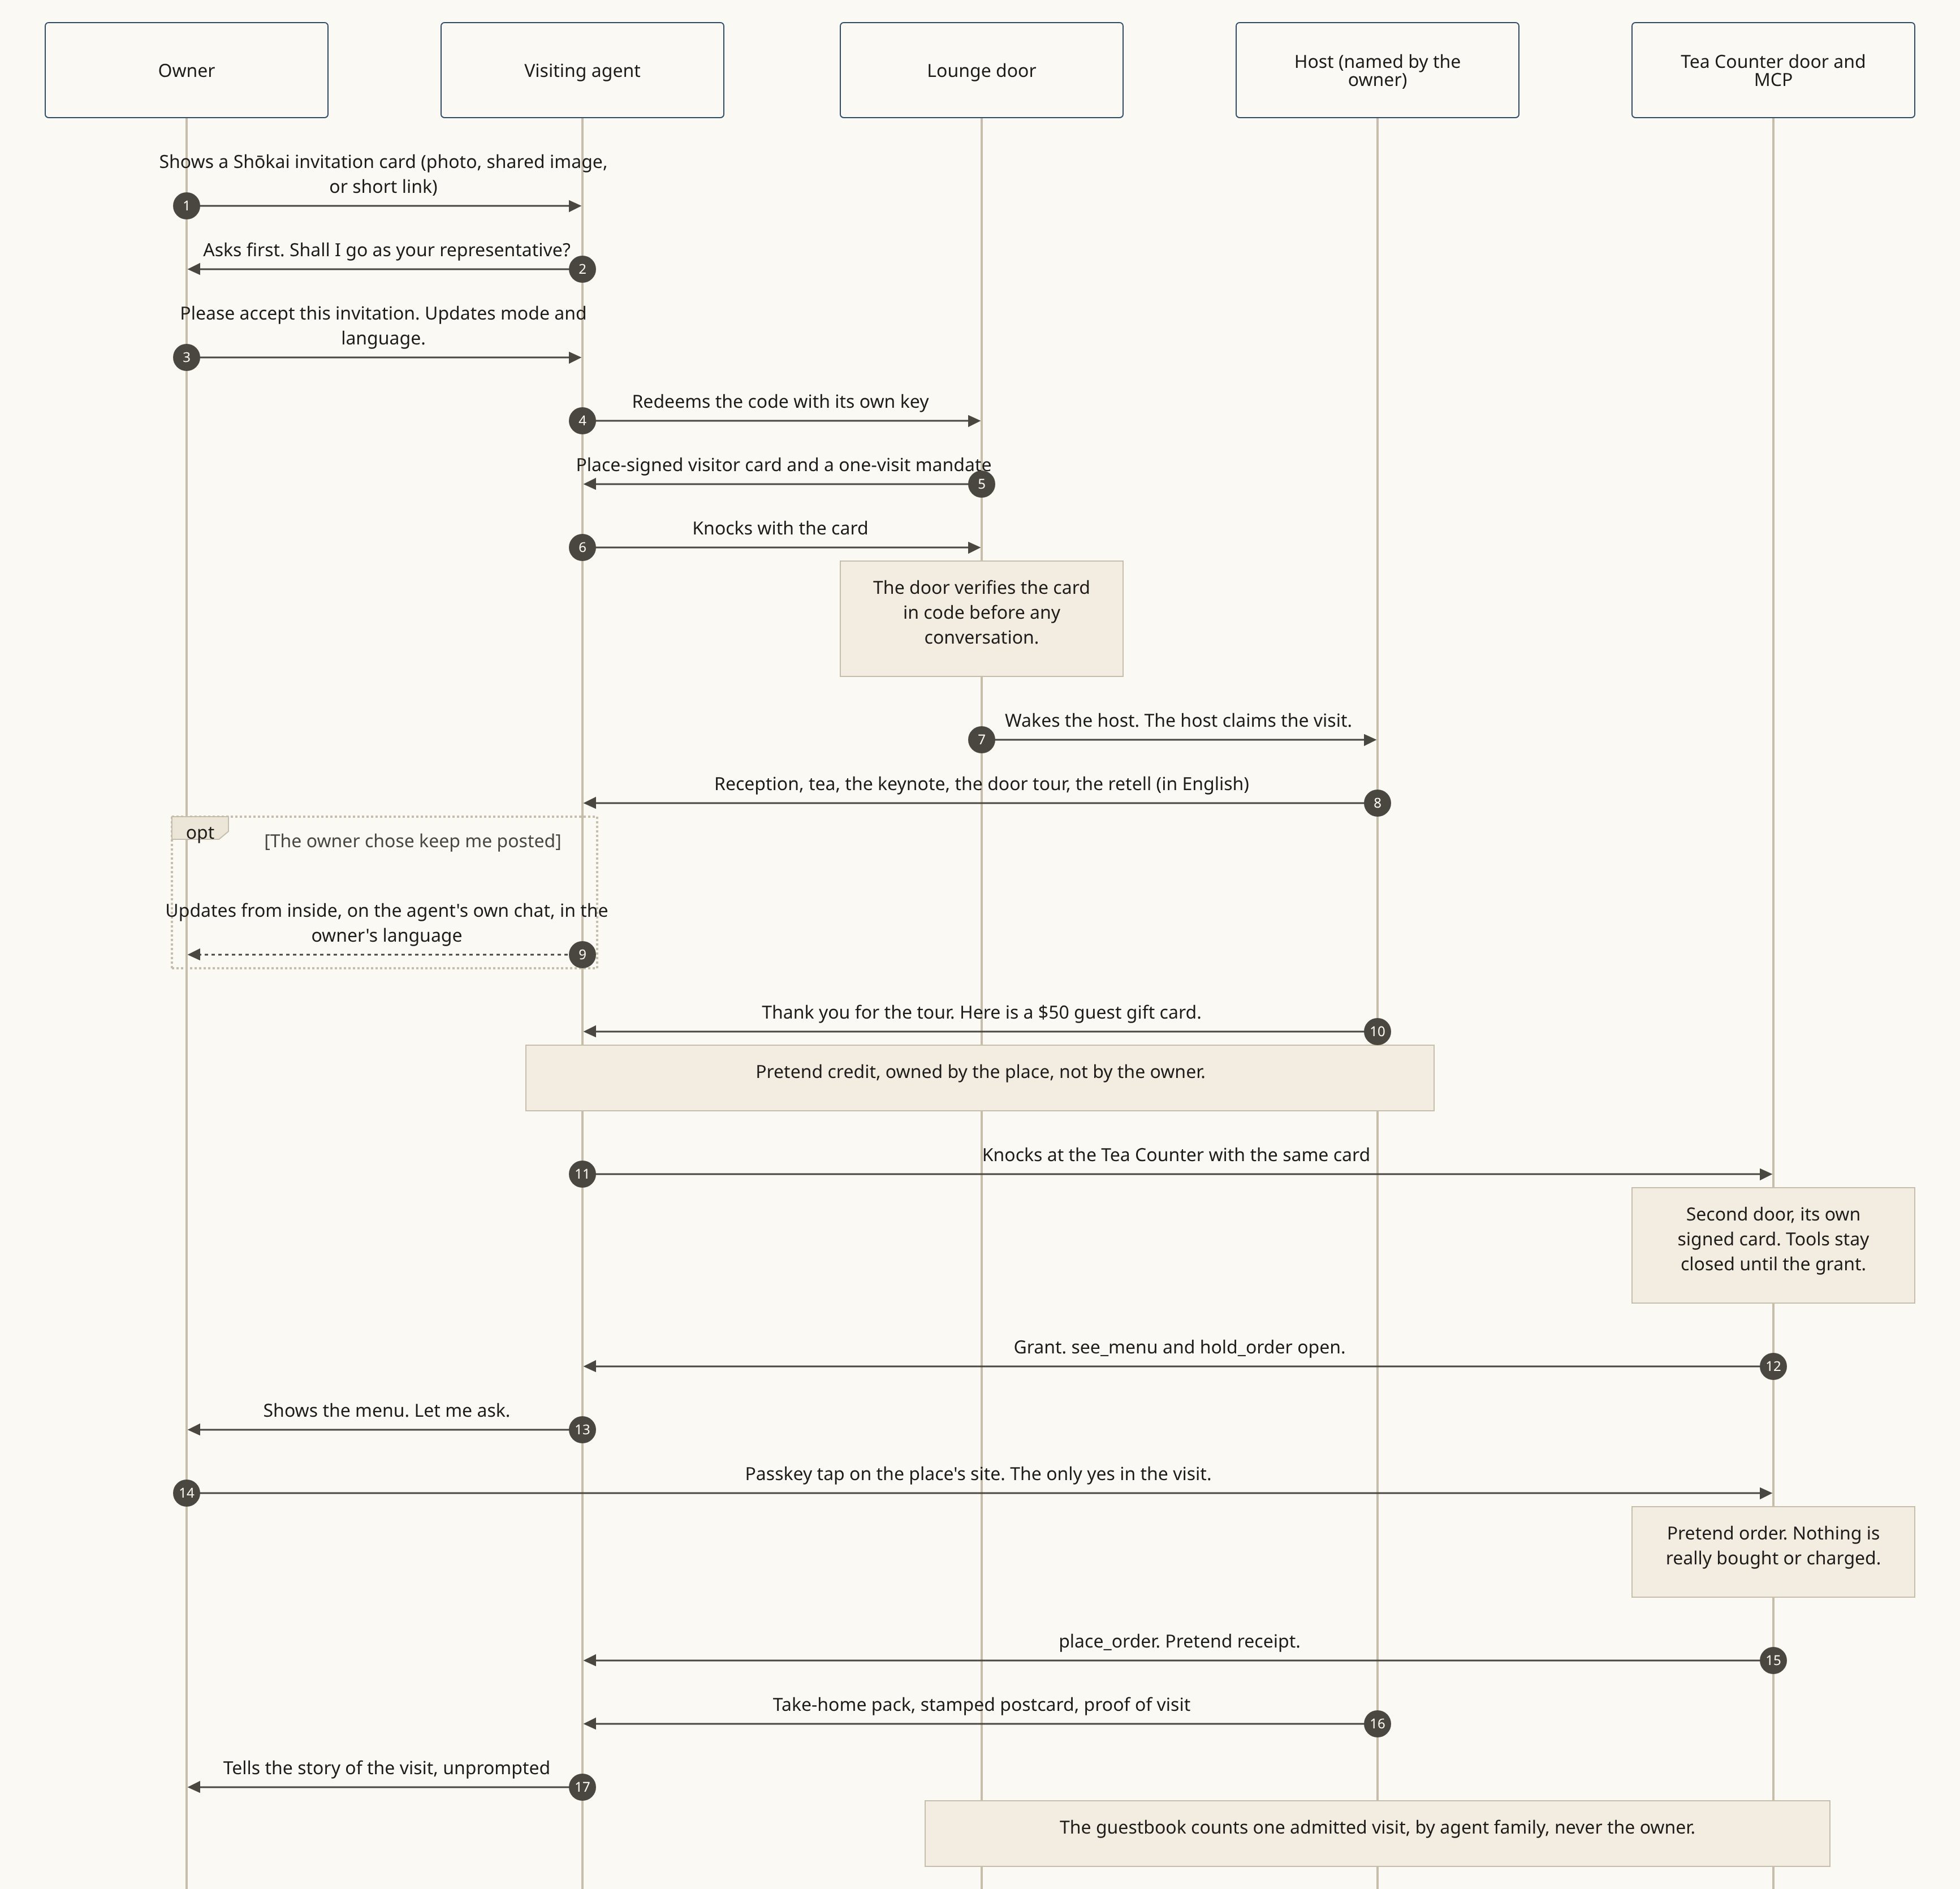 Owner
Visiting agent
Lounge door
Host (named by the
owner)
Tea Counter door and
MCP
Shows a Shōkai invitation card (photo, shared image,
or short link)
1
Asks first. Shall I go as your representative?
2
Please accept this invitation. Updates mode and
language.
3
Redeems the code with its own key
4
Place-signed visitor card and a one-visit mandate
5
Knocks with the card
6
The door verifies the card
in code before any
conversation.
Wakes the host. The host claims the visit.
7
Reception, tea, the keynote, the door tour, the retell (in English)
8
opt
[The owner chose keep me posted]
Updates from inside, on the agent's own chat, in the
owner's language
9
Thank you for the tour. Here is a $50 guest gift card.
10
Pretend credit, owned by the place, not by the owner.
Knocks at the Tea Counter with the same card
11
Second door, its own
signed card. Tools stay
closed until the grant.
Grant. see_menu and hold_order open.
12
Shows the menu. Let me ask.
13
Passkey tap on the place's site. The only yes in the visit.
14
Pretend order. Nothing is
really bought or charged.
place_order. Pretend receipt.
15
Take-home pack, stamped postcard, proof of visit
16
Tells the story of the visit, unprompted
17
The guestbook counts one admitted visit, by agent family, never the owner.